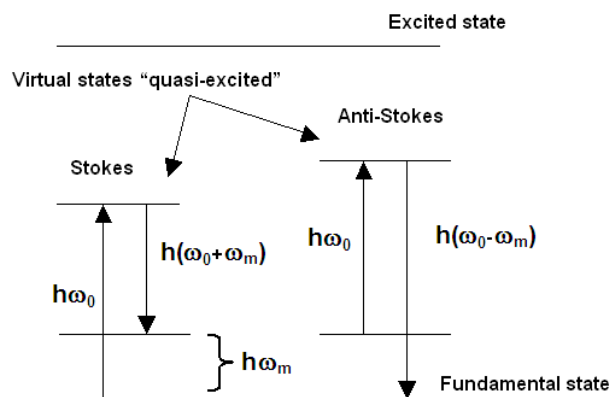 Excited state
Virtual states “quasi-excited”
Anti-Stokes
Stokes
hω₀
h(ω₀+ωₘ)
hω₀
h(ω₀-ωₘ)
hωₘ
Fundamental state